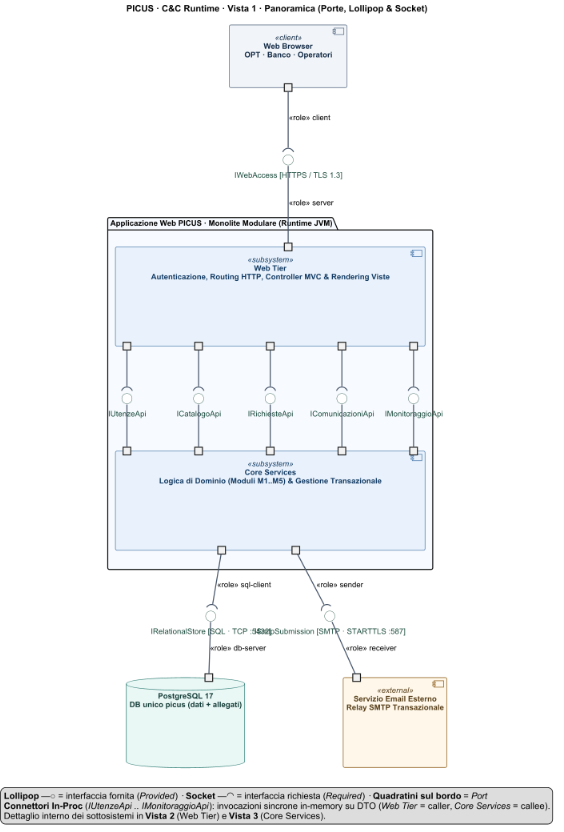 PICUS · C&C Runtime · Vista 1 · Panoramica (Porte, Lollipop & Socket)
«client»
Web Browser
OPT · Banco · Operatori
«role» client
IWebAccess [HTTPS / TLS 1.3]
«role» server
Applicazione Web PICUS · Monolite Modulare (Runtime JVM)
«subsystem»
Web Tier
Autenticazione, Routing HTTP, Controller MVC & Rendering Viste
IUtenzeApi ICatalogoApi IRichiesteApi IComunicazioniApi IMonitoraggioApi
«subsystem»
Core Services
Logica di Dominio (Moduli M1..M5) & Gestione Transazionale
«role» sql-client «role» sender
IRelationalStore [SQL · TCP [SMTP · STARTTLS :587]
«role» db-server «role» receiver
PostgreSQL 17
DB unico picus (dati + allegati)
«external»
Servizio Email Esterno
Relay SMTP Transazionale
Lollipop —○ = interfaccia fornita (Provided) · Socket —◠ = interfaccia richiesta (Required) · Quadratini sul bordo = Port
Connettori In-Proc (IUtenzeApi .. IMonitoraggioApi): invocazioni sincrone in-memory su DTO (Web Tier = caller, Core Services = callee).
Dettaglio interno dei sottosistemi in Vista 2 (Web Tier) e Vista 3 (Core Services).